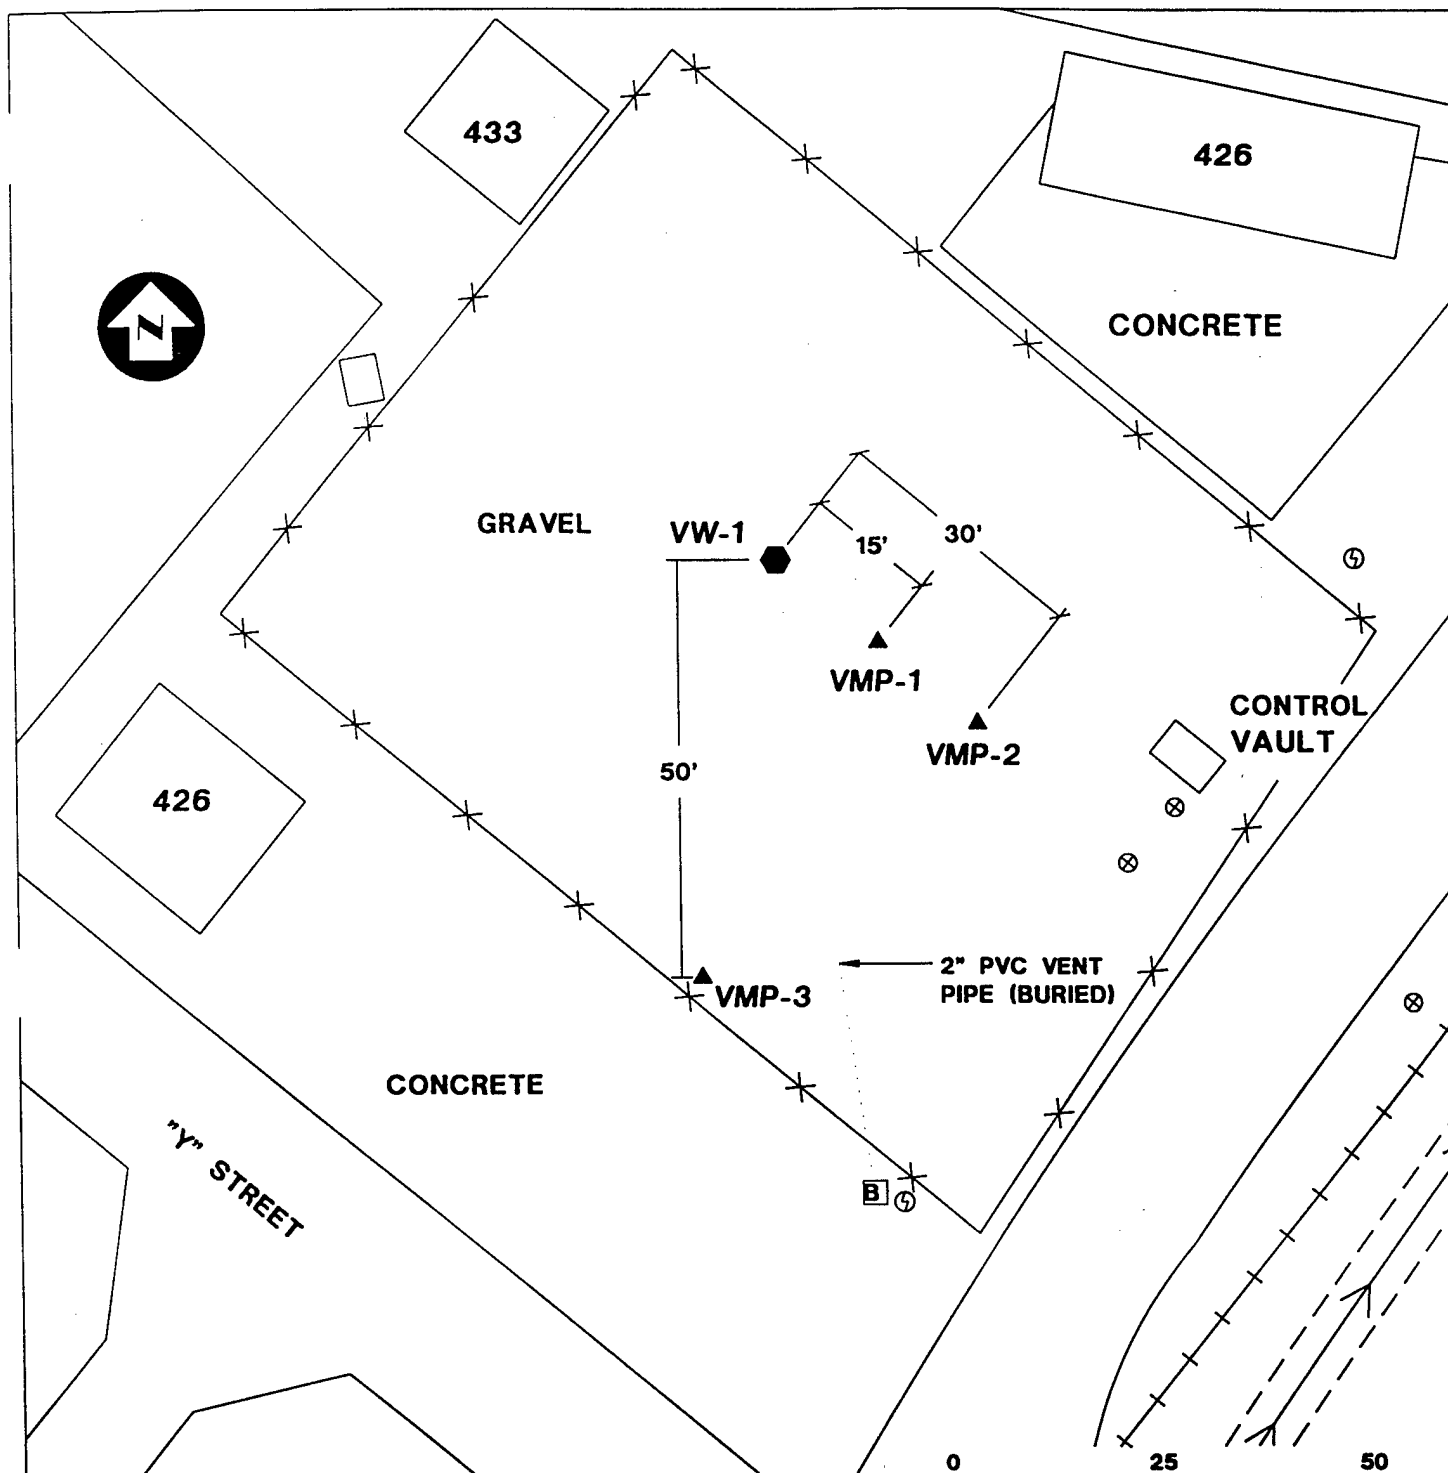 433
426
N
CONCRETE
GRAVEL
VW-1
15'
30'
VMP-1
CONTROL
VAULT
VMP-2
50'
426
2" PVC VENT
PIPE (BURIED)
VMP-3
CONCRETE
"Y" STREET
B
0 25 50